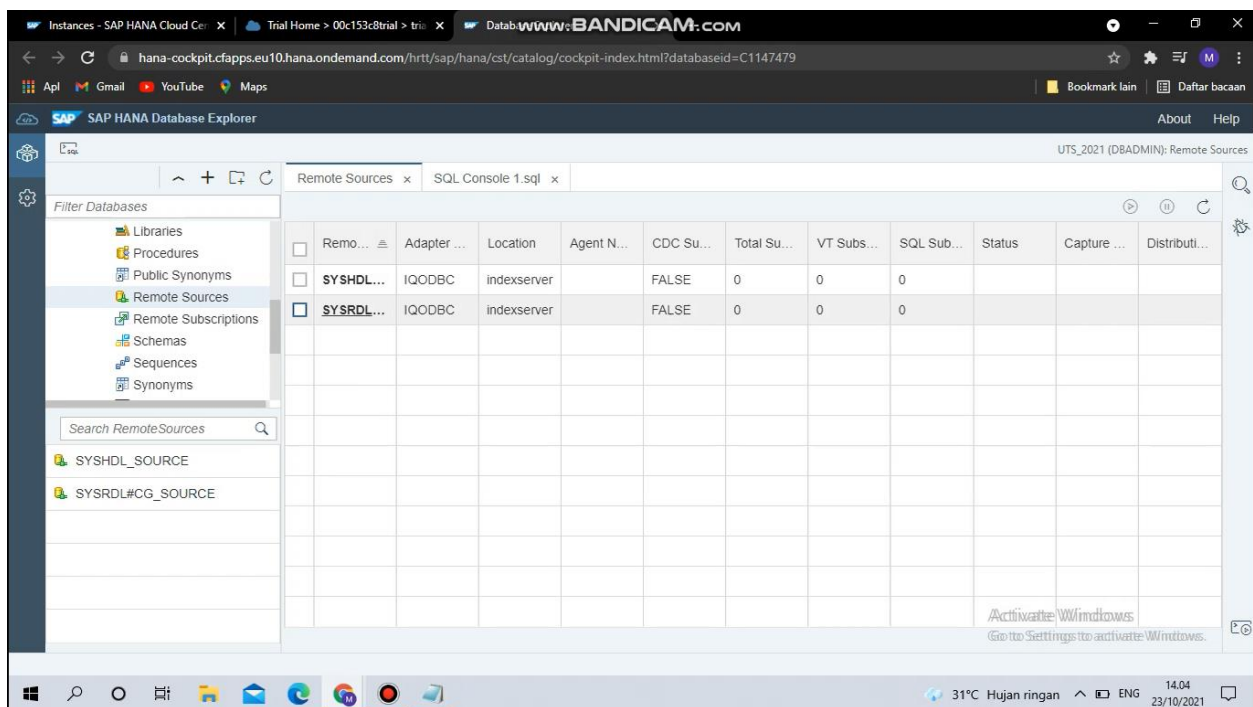 Instances - SAP HANA Cloud Cen
Trial Home > 00c153c8trial > tria
Datab
www.BANDICAM.COM
hana-cockpit.cfapps.eu10.hana.ondemand.com/hrtt/sap/hana/cst/catalog/cockpit-index.html?databaseid=C1147479
M
Apl
Gmail
YouTube
Maps
Bookmark lain
Daftar bacaan
SAP SAP HANA Database Explorer
About
Help
SQL
UTS_2021 (DBADMIN): Remote Sources
Remote Sources
SQL Console 1.sql
Filter Databases
Libraries
Procedures
Public Synonyms
Remote Sources
Remote Subscriptions
Schemas
Sequences
Synonyms
Remo... Adapter ... Location Agent N... CDC Su... Total Su... VT Subs... SQL Sub... Status Capture ... Distributi...
SYSHDL... IQODBC indexserver FALSE 0 0 0
SYSRDL... IQODBC indexserver FALSE 0 0 0
Search RemoteSources
SYSHDL_SOURCE
SYSRDL#CG_SOURCE
Activate Windows
Go to Settings to activate Windows.
31°C Hujan ringan
ENG
14.04
23/10/2021